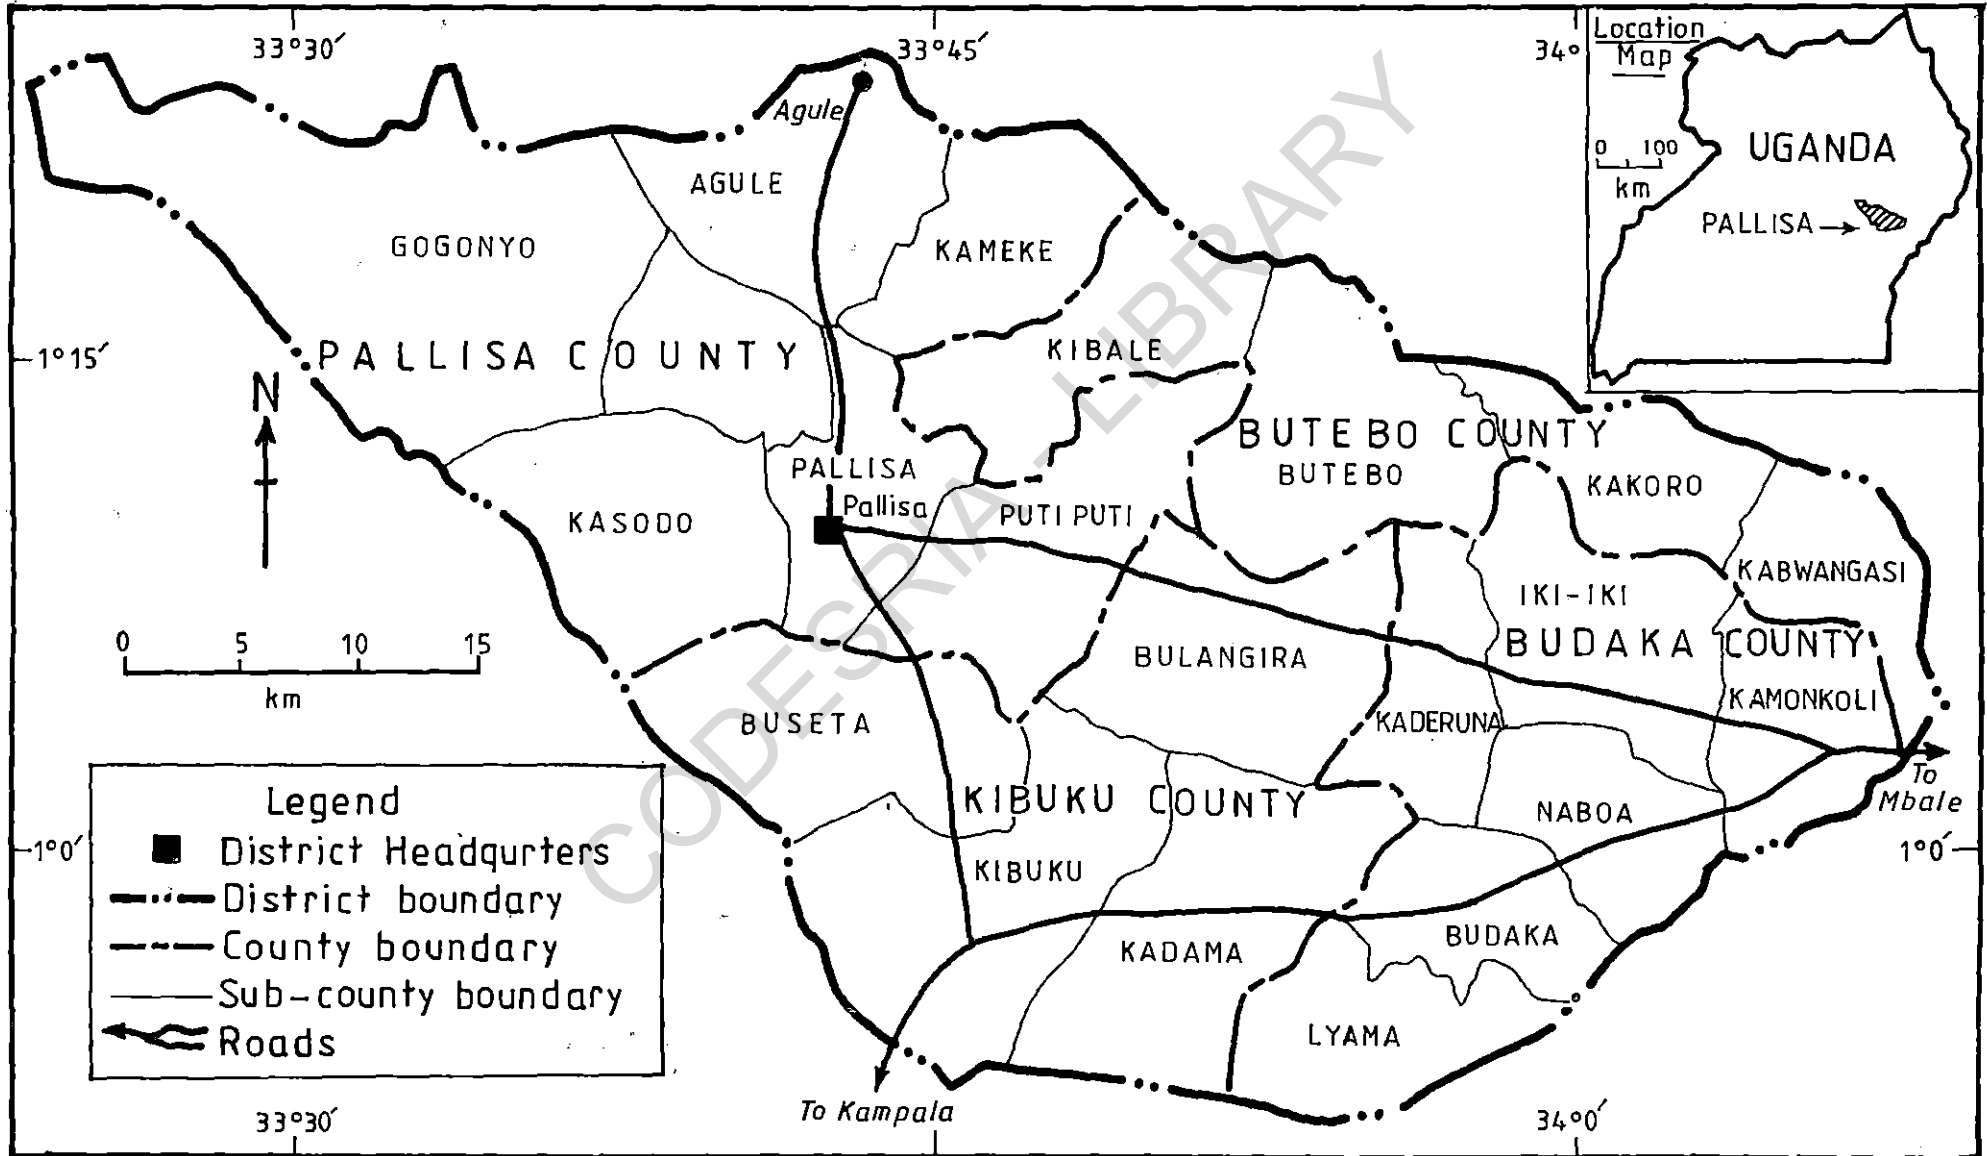 33°30′
33°45′
34°
Location
Map
0 100
km
UGANDA
PALLISA
Agule
AGULE
GOGONYO
KAMEKE
1°15′
PALLISA COUNTY
KIBALE
N
BUTEBO COUNTY
BUTEBO
PALLISA
Pallisa
KAKORO
KASODO
PUTI PUTI
KABWANGASI
IKI-IKI
BUDAKA COUNTY
0 5 10 15
km
BULANGIRA
KAMONKOLI
BUSETA
KADERUNA
To
Mbale
KIBUKU COUNTY
NABOA
Legend
District Headqurters
District boundary
County boundary
Sub-county boundary
Roads
1°0′
1°0′
KIBUKU
KADAMA
BUDAKA
LYAMA
To Kampala
33°30′
34°0′
CODESRIA - LIBRARY